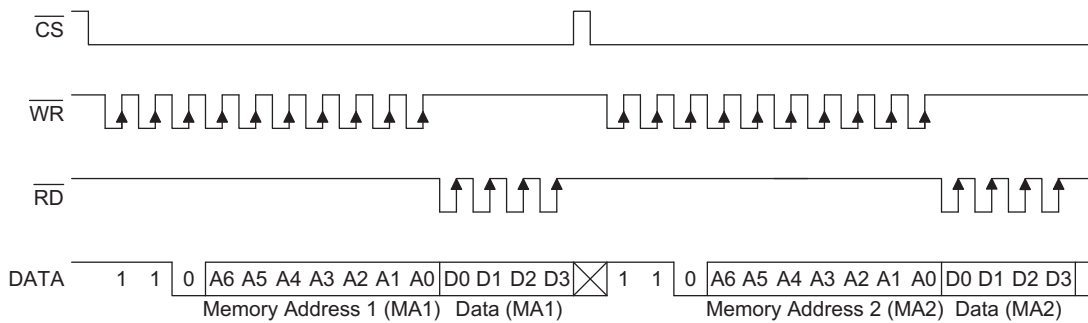 CS
WR
RD
DATA 1 1 0 A6 A5 A4 A3 A2 A1 A0 D0 D1 D2 D3 1 1 0 A6 A5 A4 A3 A2 A1 A0 D0 D1 D2 D3
Memory Address 1 (MA1) Data (MA1) Memory Address 2 (MA2) Data (MA2)